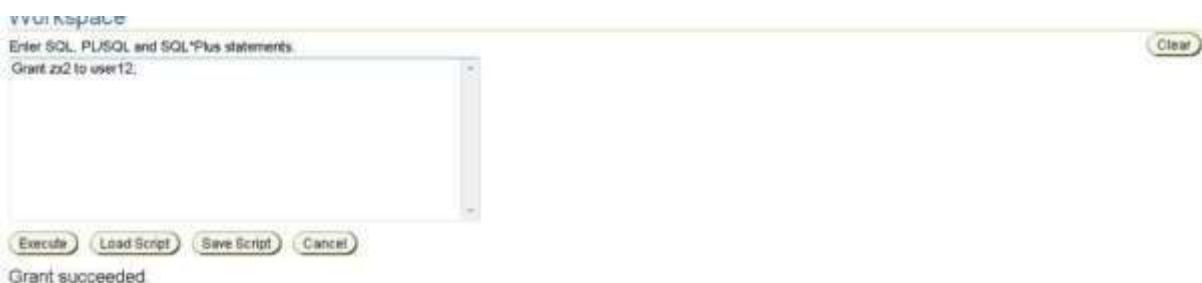 Workspace
Enter SQL, PL/SQL and SQL*Plus statements.
Clear
Grant zx2 to user12;
Execute
Load Script
Save Script
Cancel
Grant succeeded.